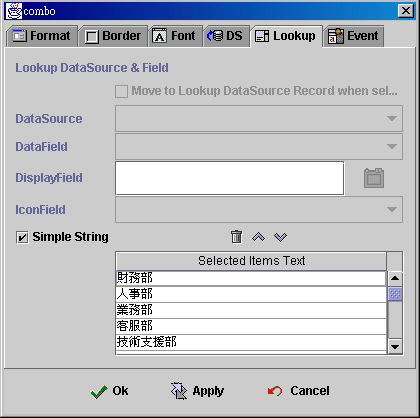 combo
Format Border Font DS Lookup Event
Lookup DataSource & Field
Move to Lookup DataSource Record when sel...
DataSource
DataField
DisplayField
IconField
Simple String
Selected Items Text
財務部
人事部
業務部
客服部
技術支援部
Ok Apply Cancel